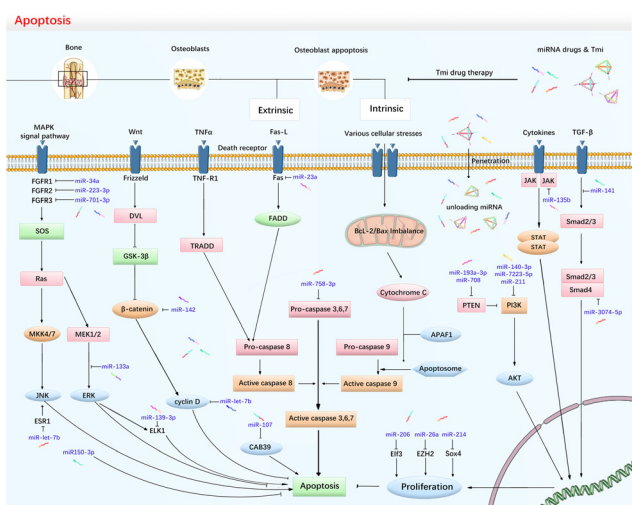 Apoptosis
Bone
Osteoblasts
Osteoblast appoptosis
miRNA drugs & Tmi
Tmi drug therapy
Extrinsic
Intrinsic
MAPK
signal pathway
Wnt
TNFα
Fas-L
Various cellular stresses
Cytokines
TGF-β
Death receptor
Penetration
FGFR1
miR-34a
FGFR2
miR-223-3p
FGFR3
miR-701-3p
Frizzeld
TNF-R1
Fas
miR-23a
JAK
JAK
miR-135b
miR-141
unloading miRNA
SOS
DVL
FADD
BcL-2/Bax Imbalance
Smad2/3
STAT
STAT
GSK-3β
TRADD
Ras
miR-758-3p
Cytochrome C
miR-193a-3p
miR-708
miR-140-3p
miR-7223-5p
miR-211
Smad2/3
Smad4
β-catenin
miR-142
Pro-caspase 3,6,7
PTEN
PI3K
miR-3074-5p
MKK4/7
MEK1/2
Pro-caspase 8
Pro-caspase 9
APAF1
miR-133a
Apoptosome
Active caspase 8
Active caspase 9
AKT
JNK
ERK
cyclin D
miR-let-7b
ESR1
miR-let-7b
miR-139-3p
ELK1
miR-107
Active caspase 3,6,7
CAB39
miR-206
miR-26a
miR-214
Elf3
EZH2
Sox4
miR150-3p
Apoptosis
Proliferation